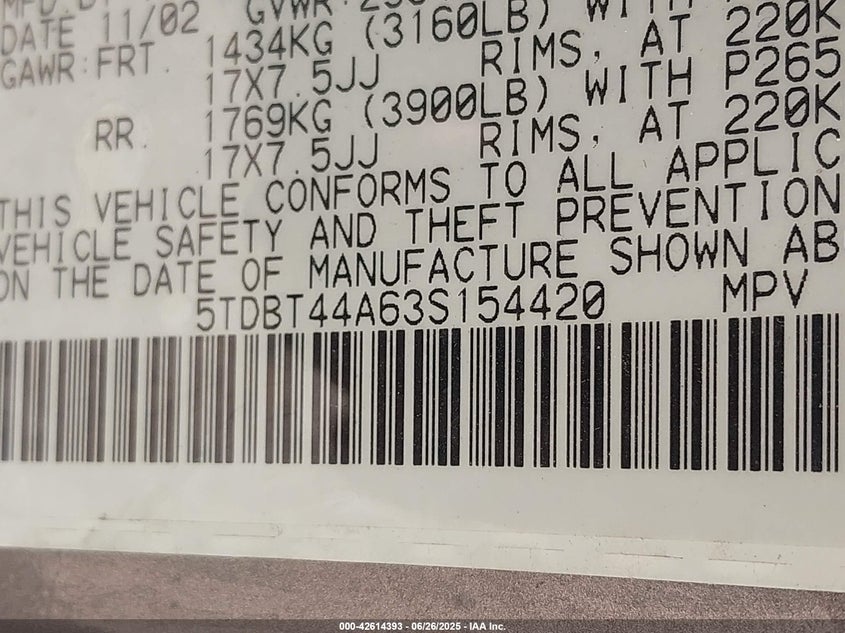 DATE 11/02 GVWR:
GAWR:FRT. 1434KG (3160LB) WITH
17X7.5JJ RIMS, AT 220K
RR. 1769KG (3900LB) WITH P265
17X7.5JJ RIMS, AT 220K
THIS VEHICLE CONFORMS TO ALL APPLIC
VEHICLE SAFETY AND THEFT PREVENTION
ON THE DATE OF MANUFACTURE SHOWN AB
5TDBT44A63S154420 MPV
000-42614393 - 06/26/2025 - IAA Inc.